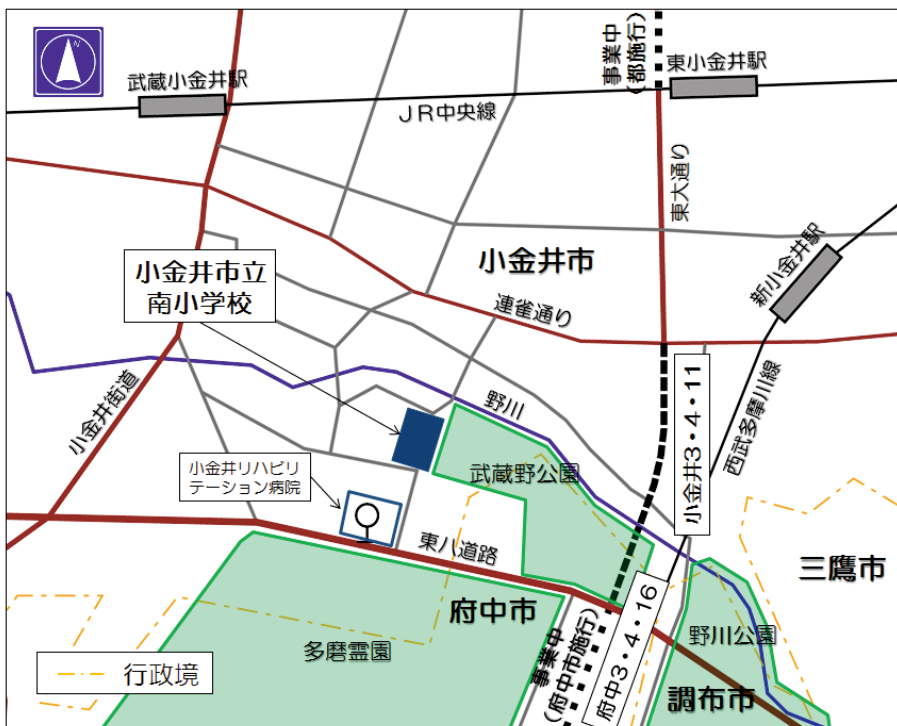 N
武蔵小金井駅
JR中央線
事業中
(都施行)
東小金井駅
東大通り
小金井市
新小金井駅
小金井市立
南小学校
連雀通り
小金井街道
野川
小金井3・4・11
西武多摩川線
小金井リハビリ
テーション病院
武蔵野公園
東八道路
三鷹市
府中市
多磨霊園
事業中
(府中市施行)
府中3・4・16
野川公園
調布市
行政境